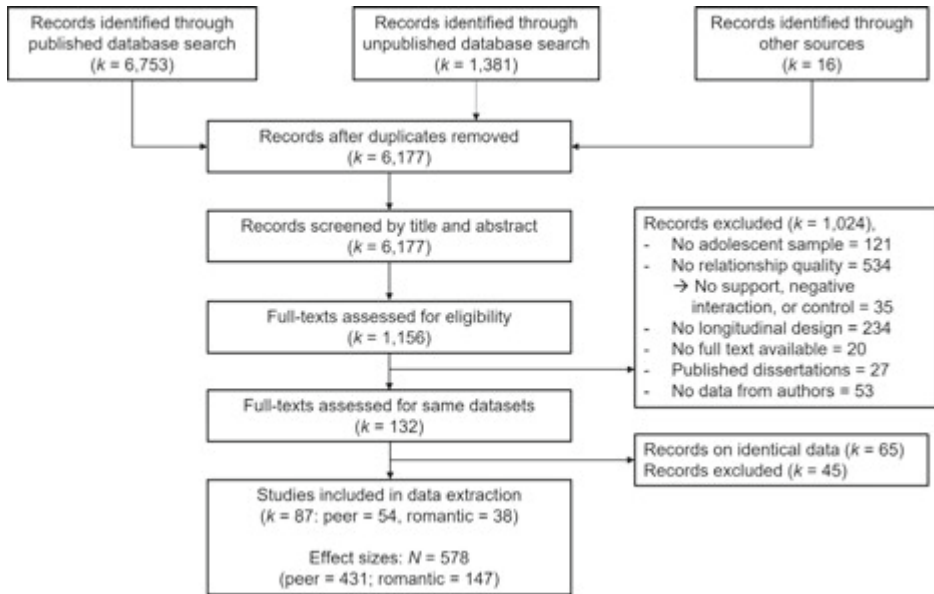 Records identified through
published database search
(k = 6,753)
Records identified through
unpublished database search
(k = 1,381)
Records identified through
other sources
(k = 16)
Records after duplicates removed
(k = 6,177)
Records screened by title and abstract
(k = 6,177)
Full-texts assessed for eligibility
(k = 1,156)
Records excluded (k = 1,024),
- No adolescent sample = 121
- No relationship quality = 534
→ No support, negative
interaction, or control = 35
- No longitudinal design = 234
- No full text available = 20
- Published dissertations = 27
- No data from authors = 53
Full-texts assessed for same datasets
(k = 132)
Records on identical data (k = 65)
Records excluded (k = 45)
Studies included in data extraction
(k = 87: peer = 54, romantic = 38)
Effect sizes: N = 578
(peer = 431; romantic = 147)